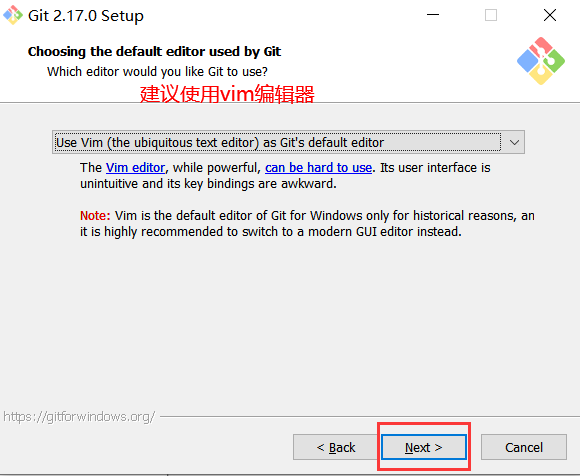 Git 2.17.0 Setup
Choosing the default editor used by Git
Which editor would you like Git to use?
建议使用vim编辑器
Use Vim (the ubiquitous text editor) as Git's default editor
The Vim editor, while powerful, can be hard to use. Its user interface is
unintuitive and its key bindings are awkward.
Note: Vim is the default editor of Git for Windows only for historical reasons, an
it is highly recommended to switch to a modern GUI editor instead.
https://gitforwindows.org/
< Back
Next >
Cancel